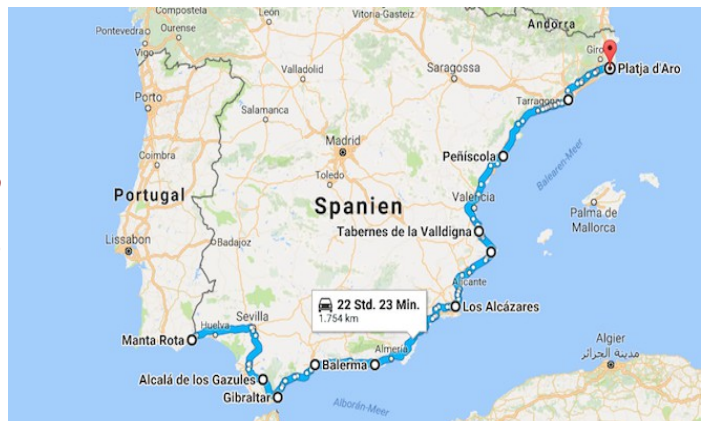 León
Vitoria-Gasteiz
Andorra
Pontevedra
Ourense
Vigo
Giro
Platja d'Aro
Valladolid
Saragossa
Tarragona
Porto
Salamanca
Madrid
Peñíscola
Balearen-Meer
Coimbra
Toledo
Portugal
Spanien
Valencia
Palma de
Mallorca
Tabernes de la Valldigna
Lissabon
Badajoz
Alicante
22 Std. 23 Min.
1.754 km
Los Alcázares
Sevilla
Huelva
Manta Rota
Almería
Balerma
Algier
مدينة الجزائر
Alcalá de los Gazules
Gibraltar
Alborán-Meer